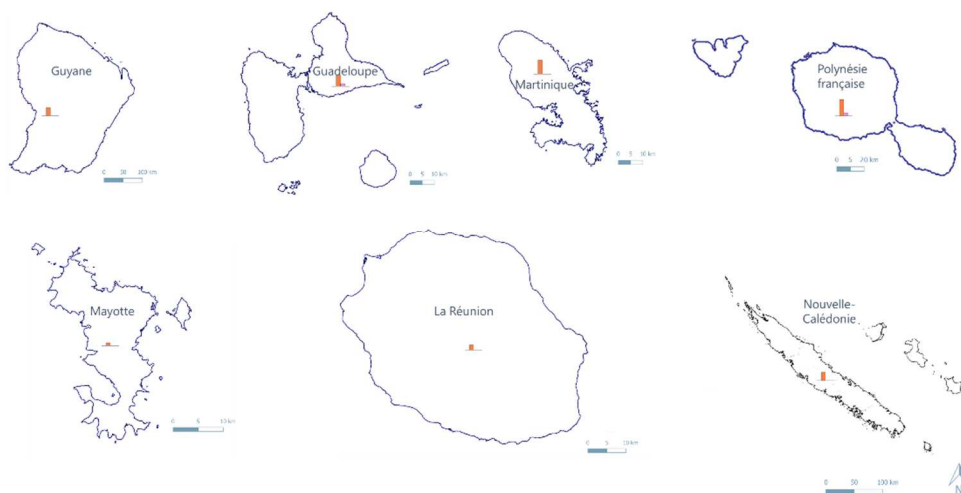 Guyane
Guadeloupe
Martinique
Polynésie
française
0 50 100 km
0 5 10 km
0 5 10 km
0 5 20 km
Mayotte
La Réunion
Nouvelle-
Calédonie
0 5 10 km
0 5 10 km
0 50 100 km
N